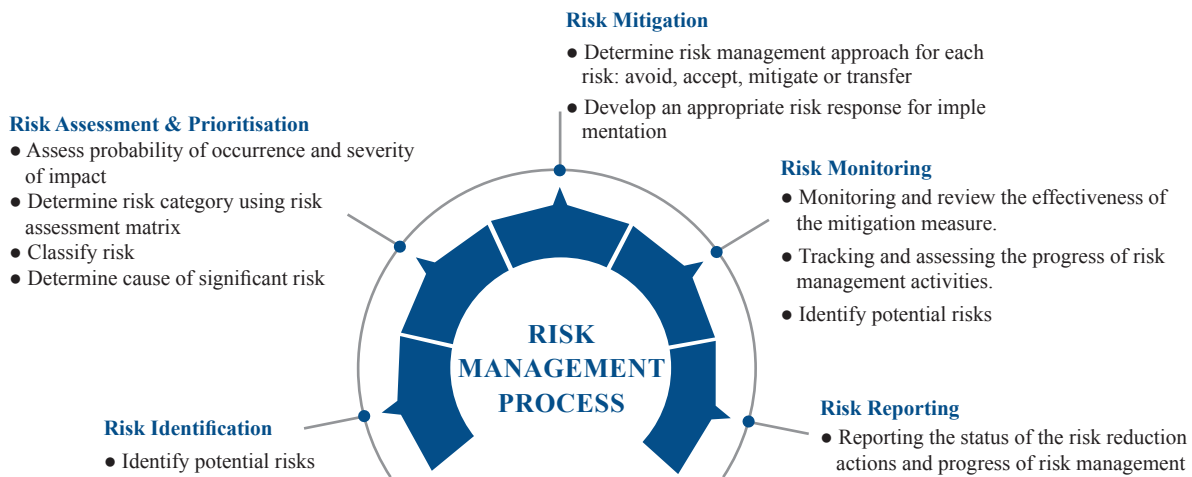 Risk Mitigation
● Determine risk management approach for each
risk: avoid, accept, mitigate or transfer
● Develop an appropriate risk response for imple
mentation
Risk Assessment & Prioritisation
● Assess probability of occurrence and severity
of impact
● Determine risk category using risk
assessment matrix
● Classify risk
● Determine cause of significant risk
Risk Monitoring
● Monitoring and review the effectiveness of
the mitigation measure.
● Tracking and assessing the progress of risk
management activities.
● Identify potential risks
RISK
MANAGEMENT
PROCESS
Risk Identification
● Identify potential risks
Risk Reporting
● Reporting the status of the risk reduction
actions and progress of risk management